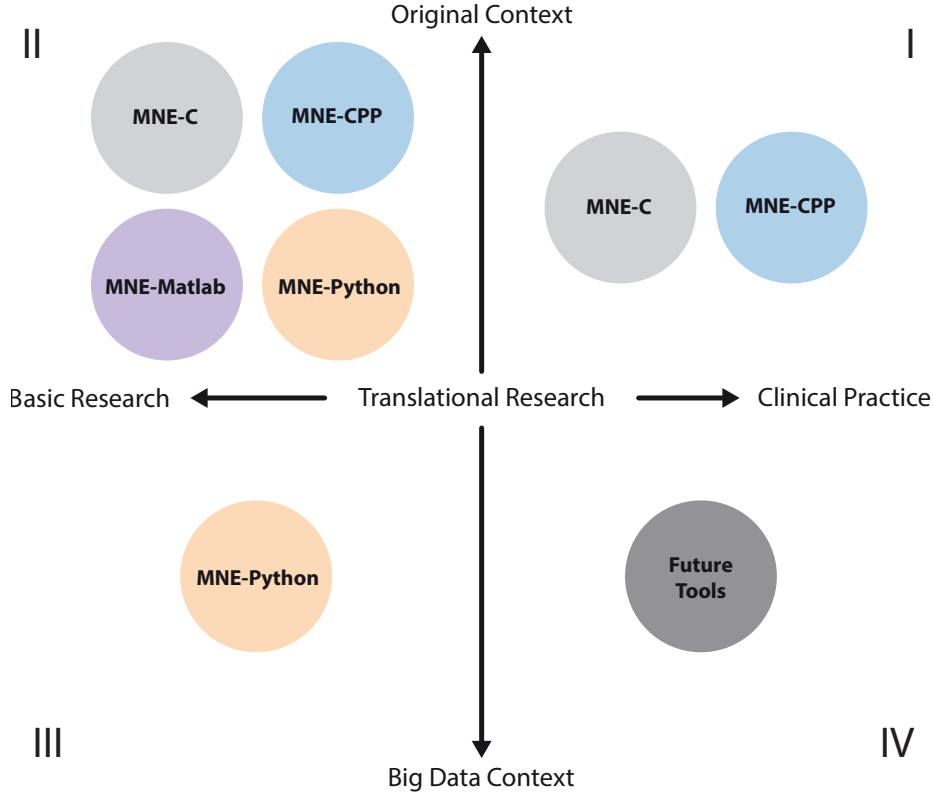 Original Context
II
I
MNE-C
MNE-CPP
MNE-C
MNE-CPP
MNE-Matlab
MNE-Python
Basic Research
Translational Research
Clinical Practice
MNE-Python
Future
Tools
III
IV
Big Data Context